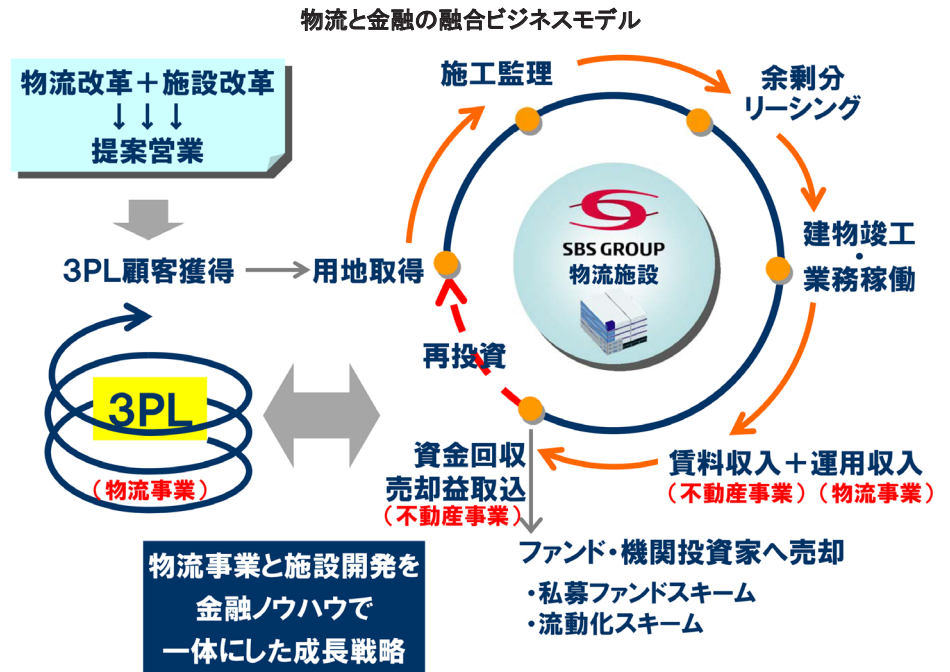 物流と金融の融合ビジネスモデル
物流改革＋施設改革
↓↓↓
提案営業
3PL顧客獲得
用地取得
施工監理
余剰分
リーシング
建物竣工
・
業務稼働
SBS GROUP
物流施設
再投資
3PL
（物流事業）
資金回収
売却益取込
（不動産事業）
賃料収入＋運用収入
（不動産事業）（物流事業）
ファンド・機関投資家へ売却
・私募ファンドスキーム
・流動化スキーム
物流事業と施設開発を
金融ノウハウで
一体にした成長戦略